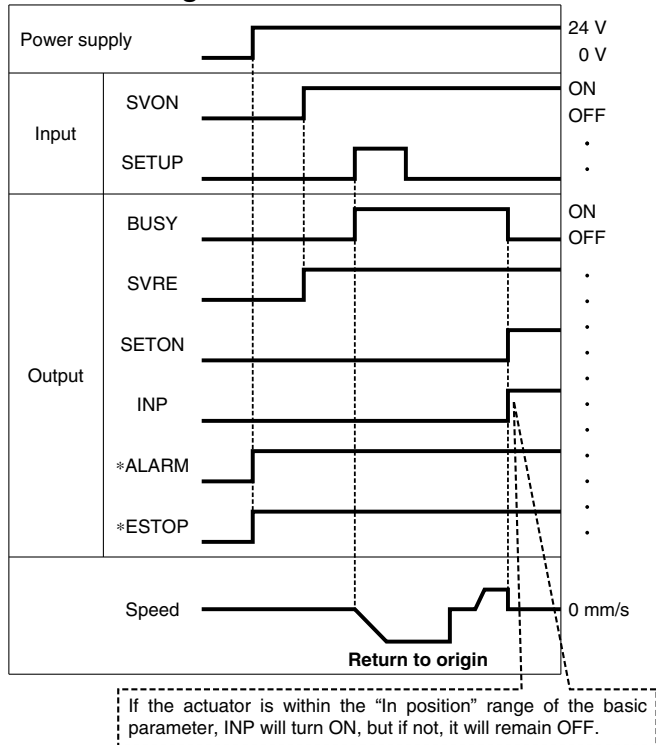 Power supply
24 V
0 V
Input
SVON
ON
OFF
SETUP
Output
BUSY
ON
OFF
SVRE
SETON
INP
*ALARM
*ESTOP
Speed
0 mm/s
Return to origin
If the actuator is within the “In position” range of the basic
parameter, INP will turn ON, but if not, it will remain OFF.